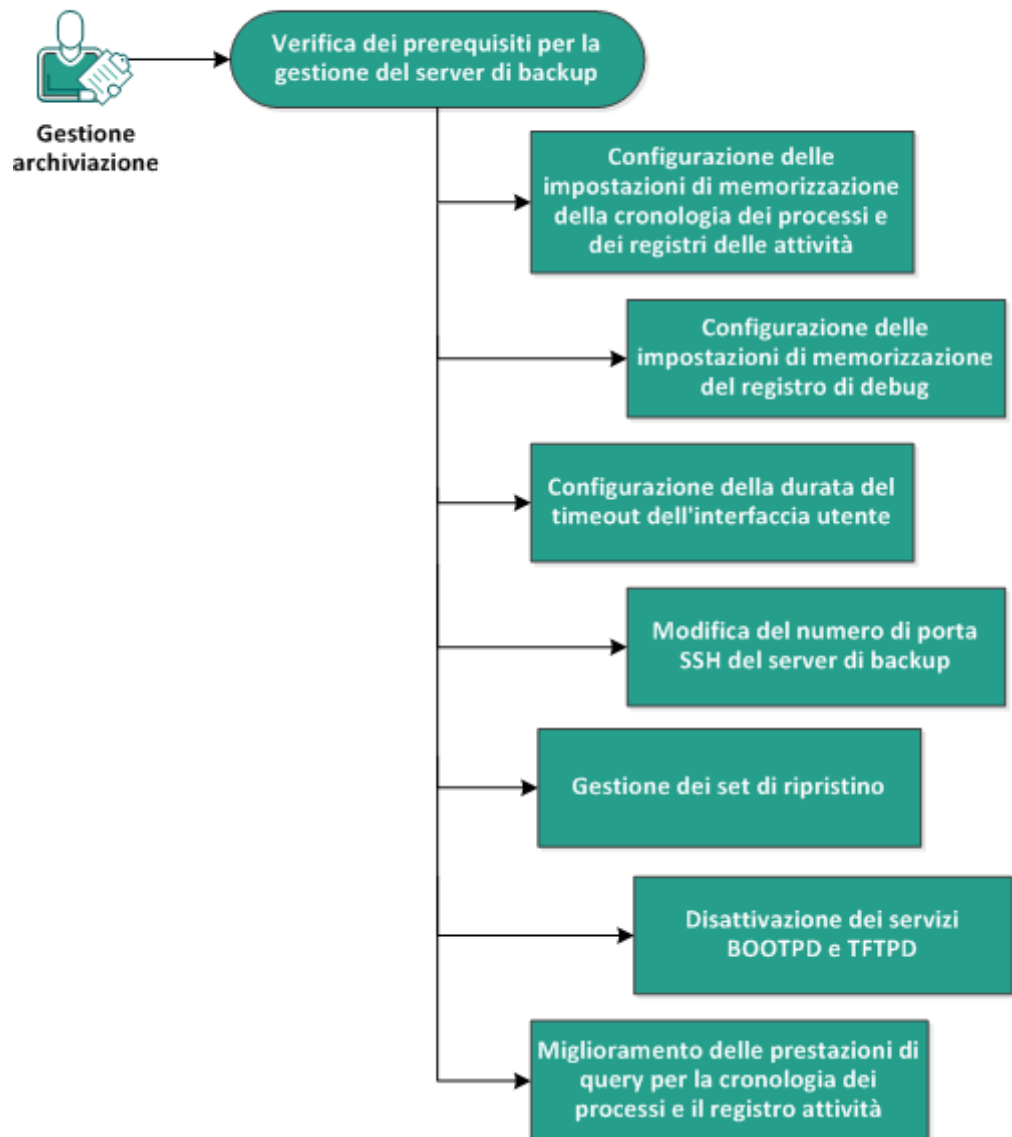 Verifica dei prerequisiti per la
gestione del server di backup
Gestione
archiviazione
Configurazione delle
impostazioni di memorizzazione
della cronologia dei processi e
dei registri delle attività
Configurazione delle
impostazioni di memorizzazione
del registro di debug
Configurazione della durata del
timeout dell'interfaccia utente
Modifica del numero di porta
SSH del server di backup
Gestione dei set di ripristino
Disattivazione dei servizi
BOOTPD e TFTPD
Miglioramento delle prestazioni di
query per la cronologia dei
processi e il registro attività